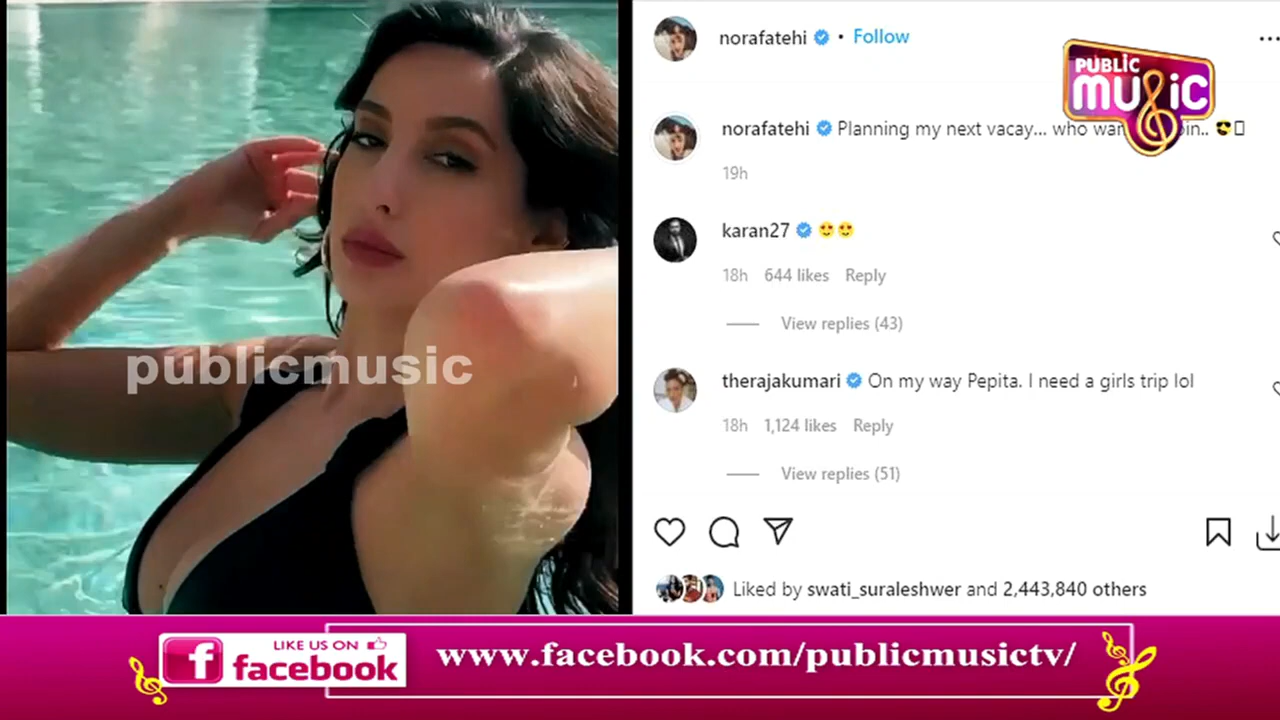 norafatehi • Follow
PUBLIC
music
norafatehi Planning my next vacay... who
19h
karan27
18h 644 likes Reply
View replies (43)
publicmusic
therajakumari On my way Pepita. I need a girls trip lol
18h 1,124 likes Reply
View replies (51)
Liked by swati_suraleshwer and 2,443,840 others
LIKE US ON
f facebook
www.facebook.com/publicmusictv/